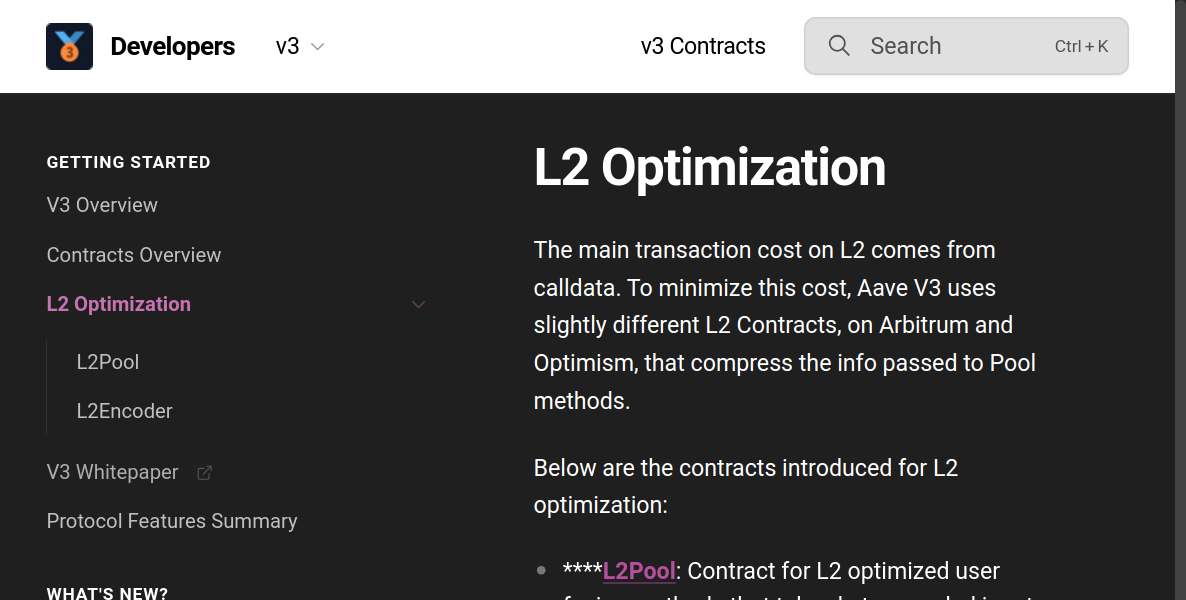 Developers
v3
v3 Contracts
Search
Ctrl + K
GETTING STARTED
V3 Overview
Contracts Overview
L2 Optimization
L2Pool
L2Encoder
V3 Whitepaper
Protocol Features Summary
WHAT'S NEW?
L2 Optimization
The main transaction cost on L2 comes from
calldata. To minimize this cost, Aave V3 uses
slightly different L2 Contracts, on Arbitrum and
Optimism, that compress the info passed to Pool
methods.
Below are the contracts introduced for L2
optimization:
****L2Pool: Contract for L2 optimized user